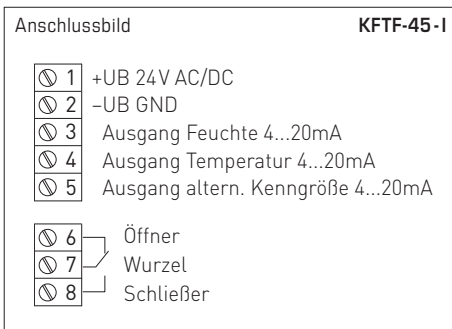 Anschlussbild KFTF-45-I
1 +UB 24V AC/DC
2 –UB GND
3 Ausgang Feuchte 4...20mA
4 Ausgang Temperatur 4...20mA
5 Ausgang altern. Kenngröße 4...20mA
6 Öffner
7 Wurzel
8 Schließer